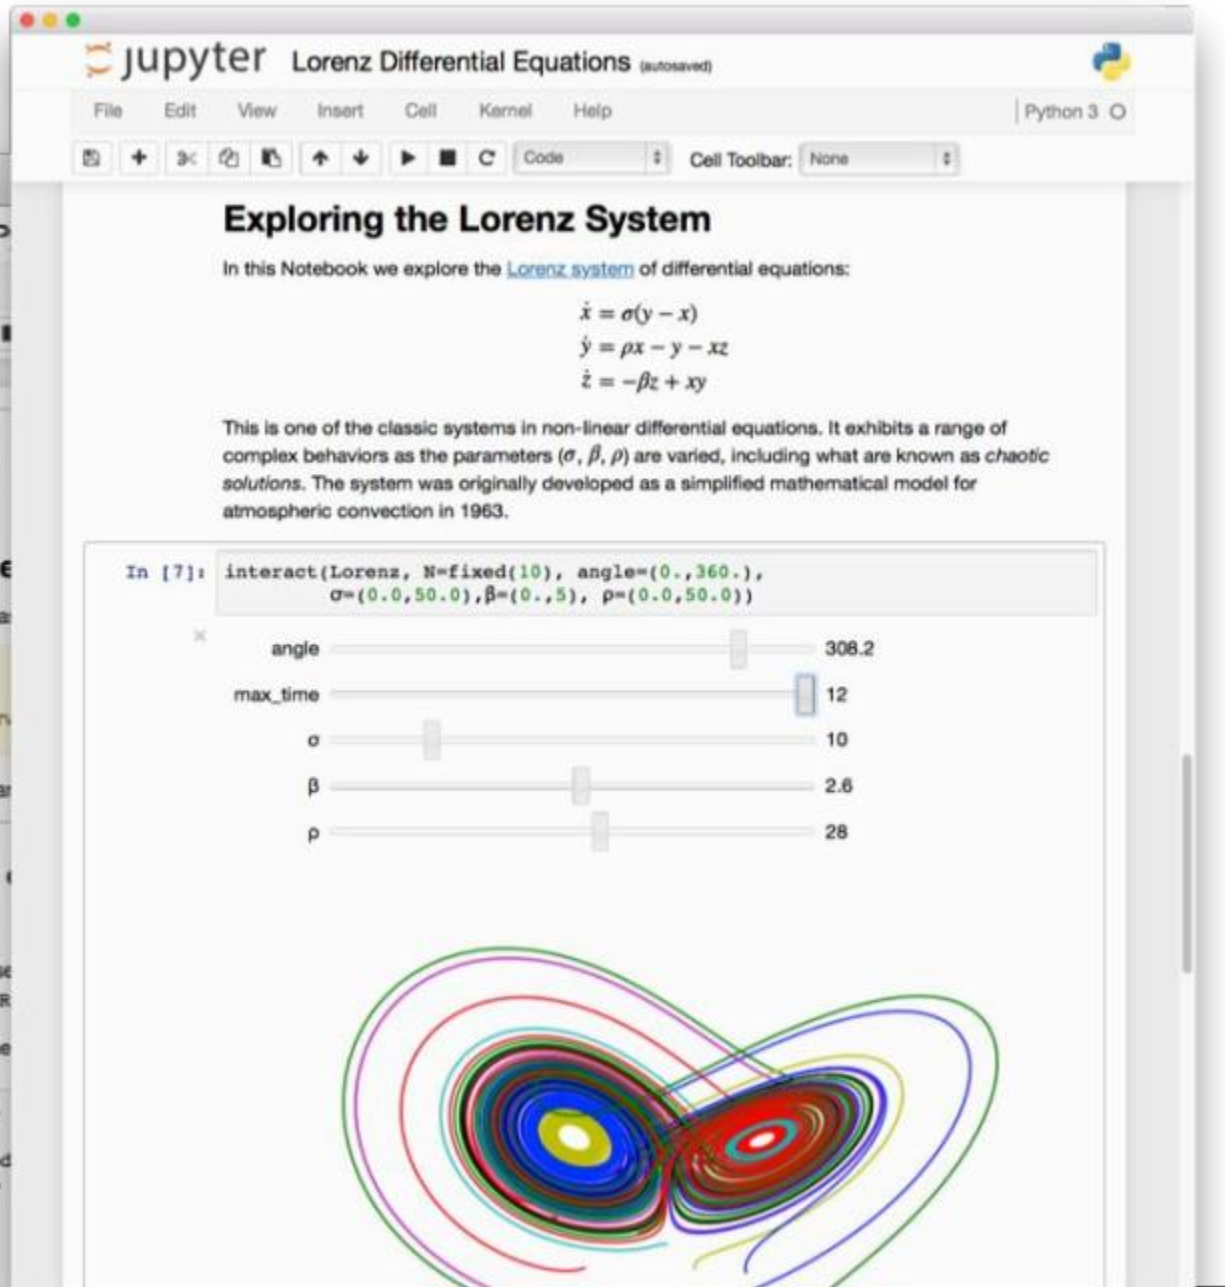 jupyter Lorenz Differential Equations (autosaved)
File Edit View Insert Cell Kernel Help Python 3
Code Cell Toolbar: None
Exploring the Lorenz System
In this Notebook we explore the Lorenz system of differential equations:
ẋ = σ(y − x)
ẏ = ρx − y − xz
ż = −βz + xy
This is one of the classic systems in non-linear differential equations. It exhibits a range of
complex behaviors as the parameters (σ, β, ρ) are varied, including what are known as chaotic
solutions. The system was originally developed as a simplified mathematical model for
atmospheric convection in 1963.
In [7]: interact(Lorenz, N=fixed(10), angle=(0.,360.),
σ=(0.0,50.0),β=(0.,5), ρ=(0.0,50.0))
angle 308.2
max_time 12
σ 10
β 2.6
ρ 28